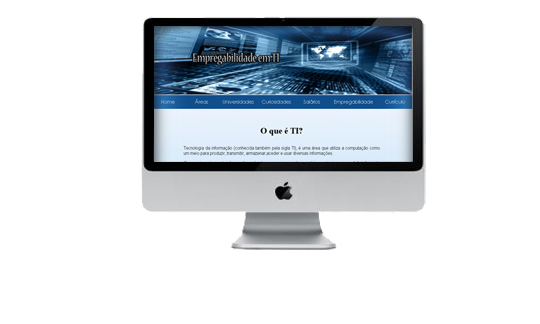 Empregabilidade em TI
Home Áreas Universidades Curiosidades Salários Empregabilidade Currículo
O que é TI?
Tecnologia da informação (conhecida também pela sigla TI), é uma área que utiliza a computação como
um meio para produzir, transmitir, armazenar, aceder e usar diversas informações.